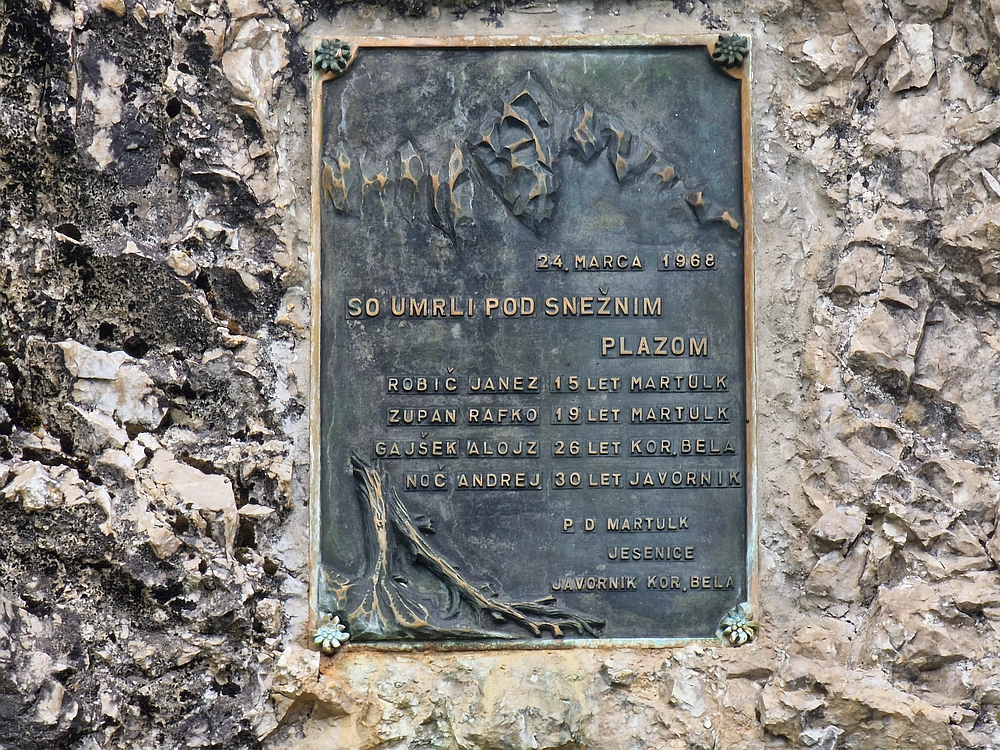 24. MARCA 1968
SO UMRLI POD SNEŽNIM
PLAZOM
ROBIČ JANEZ 15 LET MARTULK
ZUPAN RAFKO 19 LET MARTULK
GAJŠEK ALOJZ 26 LET KOR. BELA
NOČ ANDREJ 30 LET JAVORNIK
P D MARTULK
JESENICE
JAVORNIK KOR. BELA